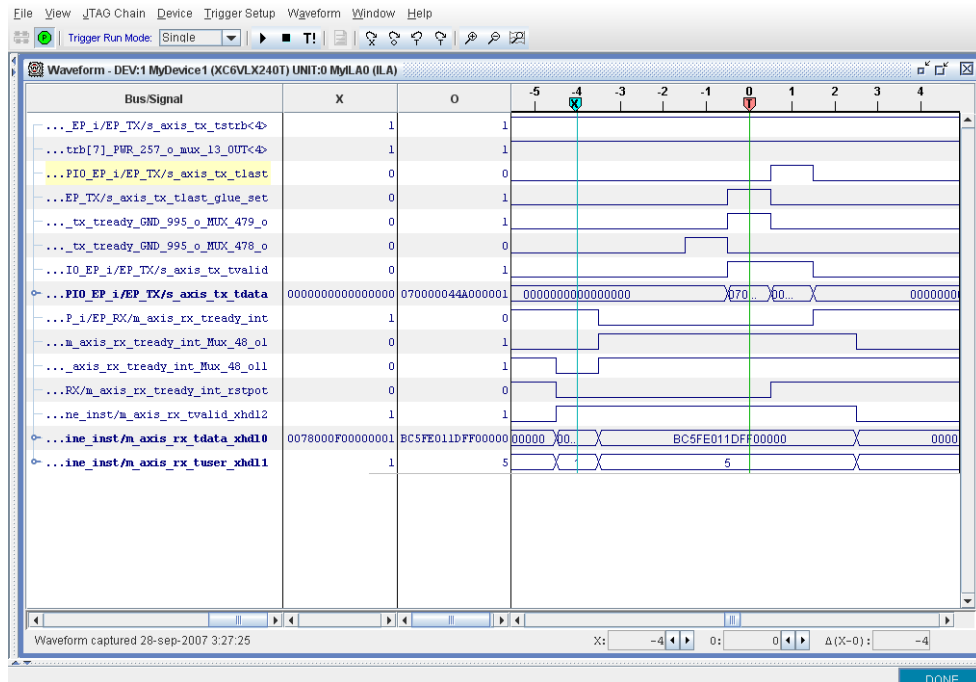 File View JTAG Chain Device Trigger Setup Waveform Window Help
Trigger Run Mode: Single T!
Waveform - DEV:1 MyDevice1 (XC6VLX240T) UNIT:0 MyILA0 (ILA)
Bus/Signal X O -5 -4 -3 -2 -1 0 1 2 3 4
X T
..._EP_i/EP_TX/s_axis_tx_tstrb<4> 1 1
...trb[7]_PWR_257_o_mux_13_OUT<4> 1 1
...PIO_EP_i/EP_TX/s_axis_tx_tlast 0 0
...EP_TX/s_axis_tx_tlast_glue_set 0 1
..._tx_tready_GND_995_o_MUX_479_o 0 1
..._tx_tready_GND_995_o_MUX_478_o 0 0
...IO_EP_i/EP_TX/s_axis_tx_tvalid 0 1
...PIO_EP_i/EP_TX/s_axis_tx_tdata 0000000000000000 070000044A000001 0000000000000000 070... 00... 00000000
...P_i/EP_RX/m_axis_rx_tready_int 1 0
...m_axis_rx_tready_int_Mux_48_o1 0 1
..._axis_rx_tready_int_Mux_48_o11 0 1
...RX/m_axis_rx_tready_int_rstpot 0 0
...ne_inst/m_axis_rx_tvalid_xhdl2 1 1
...ine_inst/m_axis_rx_tdata_xhdl0 0078000F00000001 BC5FE011DFF00000 00000 00... BC5FE011DFF00000 0000
...ine_inst/m_axis_rx_tuser_xhdl1 1 5 1 5
Waveform captured 28-sep-2007 3:27:25 X: -4 O: 0 Δ(X-O): -4
DONE